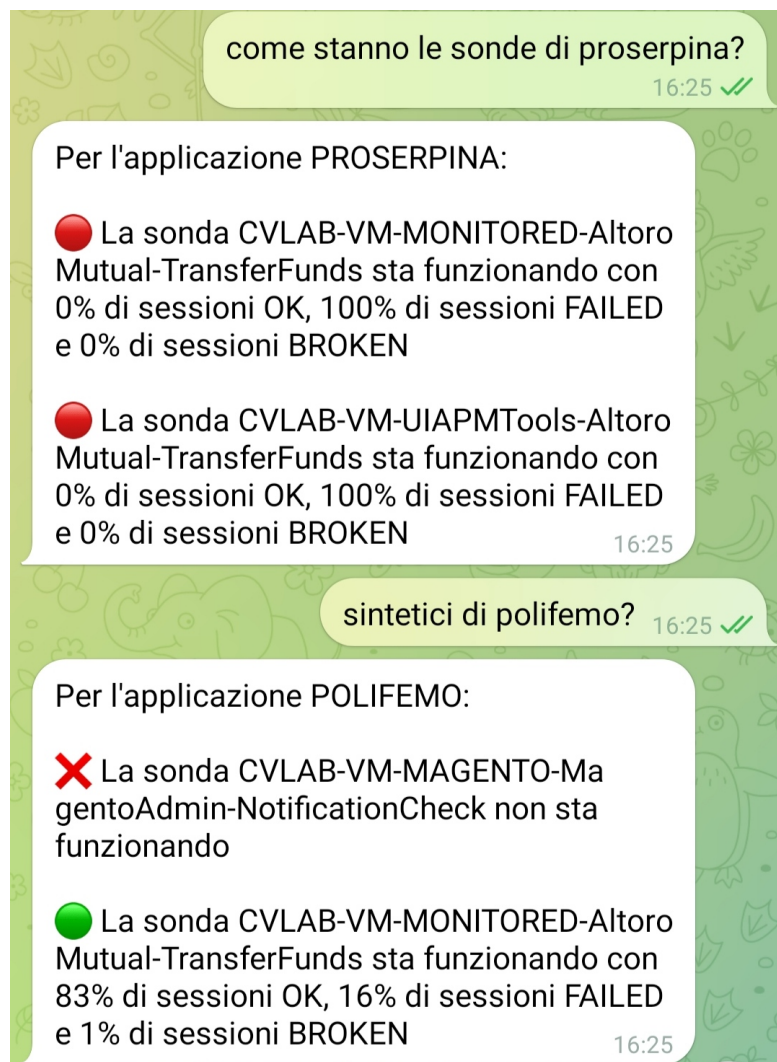 come stanno le sonde di proserpina?
16:25
Per l'applicazione PROSERPINA:
🔴 La sonda CVLAB-VM-MONITORED-Altoro
Mutual-TransferFunds sta funzionando con
0% di sessioni OK, 100% di sessioni FAILED
e 0% di sessioni BROKEN
🔴 La sonda CVLAB-VM-UIAPMTools-Altoro
Mutual-TransferFunds sta funzionando con
0% di sessioni OK, 100% di sessioni FAILED
e 0% di sessioni BROKEN
16:25
sintetici di polifemo? 16:25
Per l'applicazione POLIFEMO:
❌ La sonda CVLAB-VM-MAGENTO-Ma
gentoAdmin-NotificationCheck non sta
funzionando
🟢 La sonda CVLAB-VM-MONITORED-Altoro
Mutual-TransferFunds sta funzionando con
83% di sessioni OK, 16% di sessioni FAILED
e 1% di sessioni BROKEN
16:25